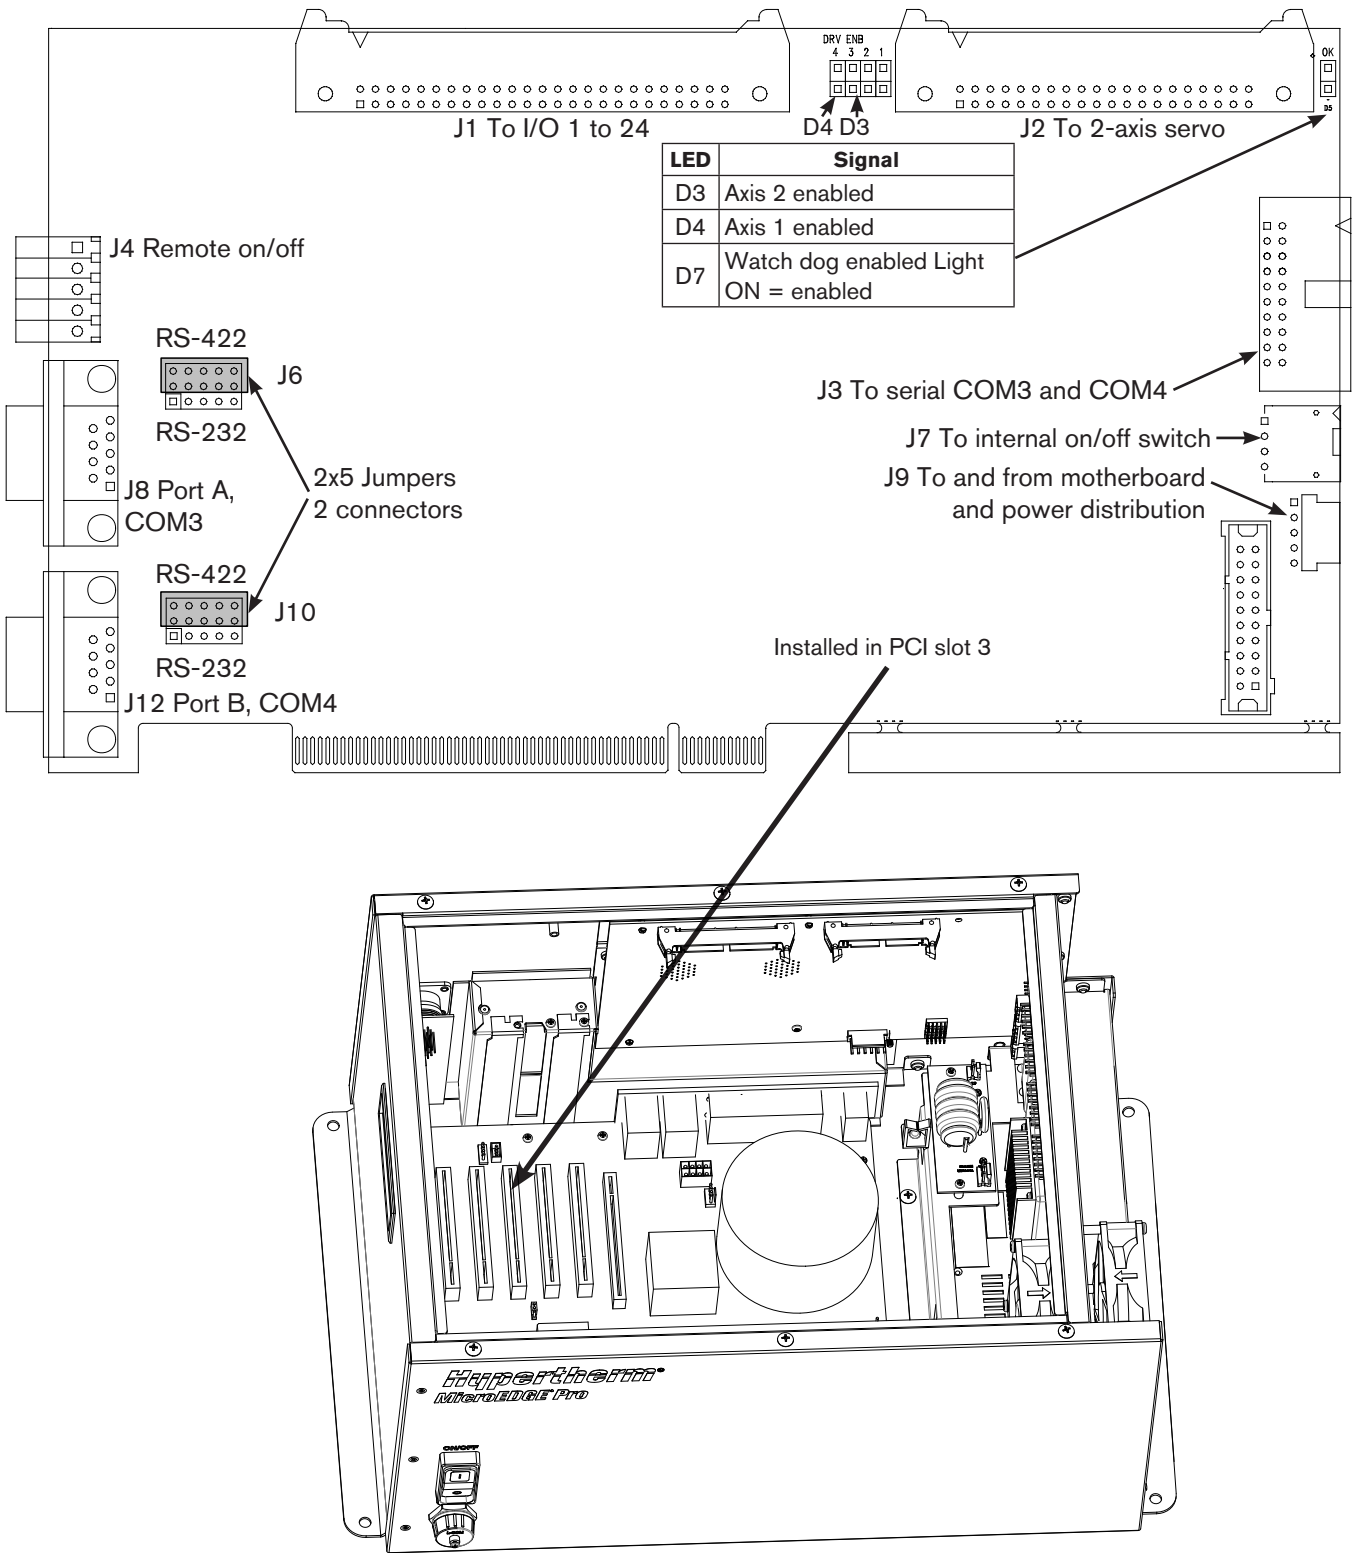 DRV ENB
4 3 2 1
OK
D5
J1 To I/O 1 to 24
D4 D3
J2 To 2-axis servo
LED Signal
D3 Axis 2 enabled
D4 Axis 1 enabled
D7 Watch dog enabled Light
ON = enabled
J4 Remote on/off
RS-422
J6
RS-232
J3 To serial COM3 and COM4
J7 To internal on/off switch
J9 To and from motherboard
and power distribution
2x5 Jumpers
2 connectors
J8 Port A,
COM3
RS-422
J10
RS-232
J12 Port B, COM4
Installed in PCI slot 3
Hypertherm®
MicroEDGE Pro
ON/OFF